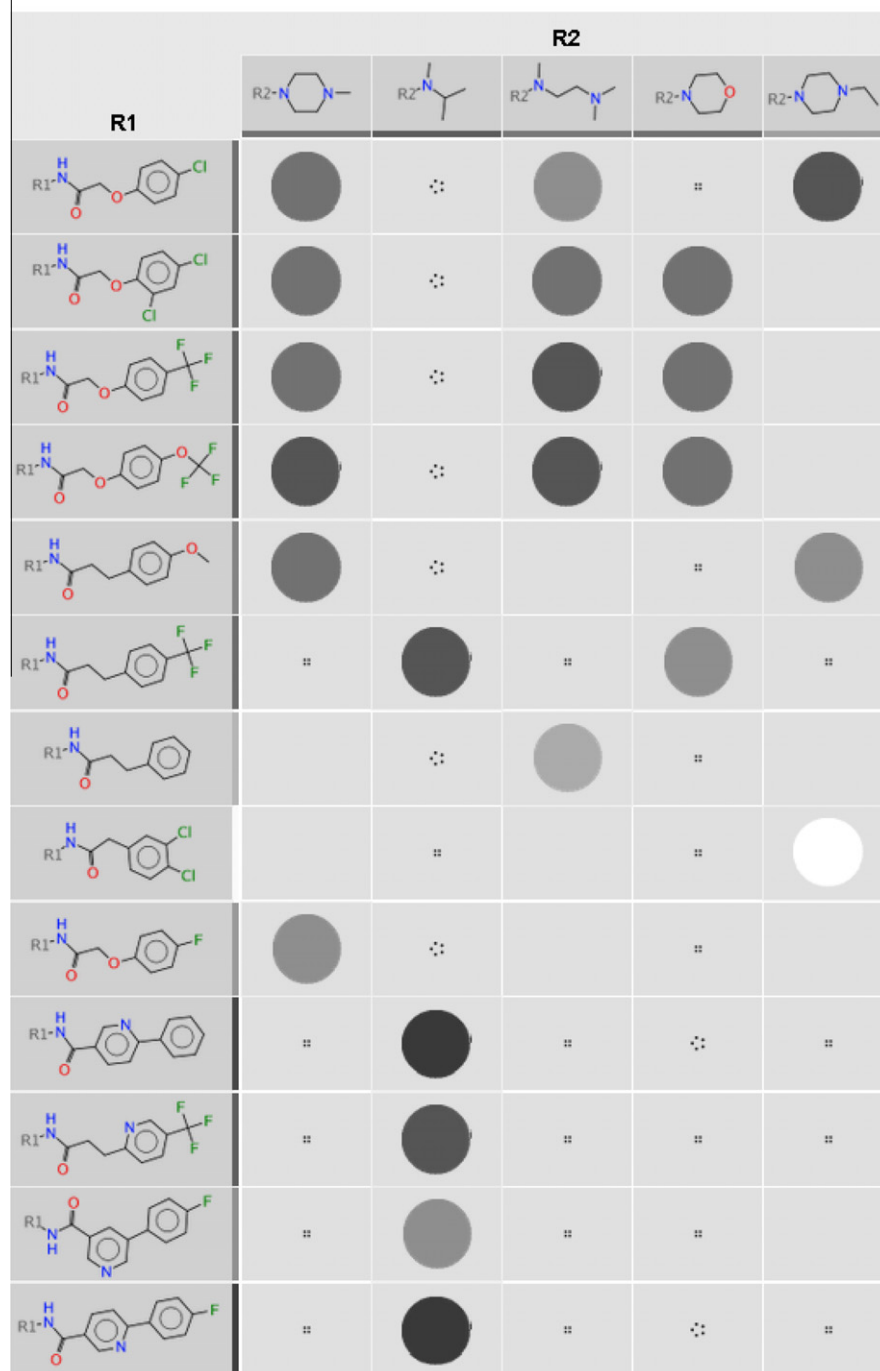 R2
R1
R2 N N
R2 N
R2 N N
R2 N O
R2 N N
R1 H N O O Cl
R1 H N O O Cl Cl
R1 H N O O F F F
R1 H N O O O F F F
R1 H N O O
R1 H N O F F F
R1 H N O
R1 H N O Cl Cl
R1 H N O O F
R1 H N O N
R1 H N O N F F F
R1 N H O N F
R1 H N O N F